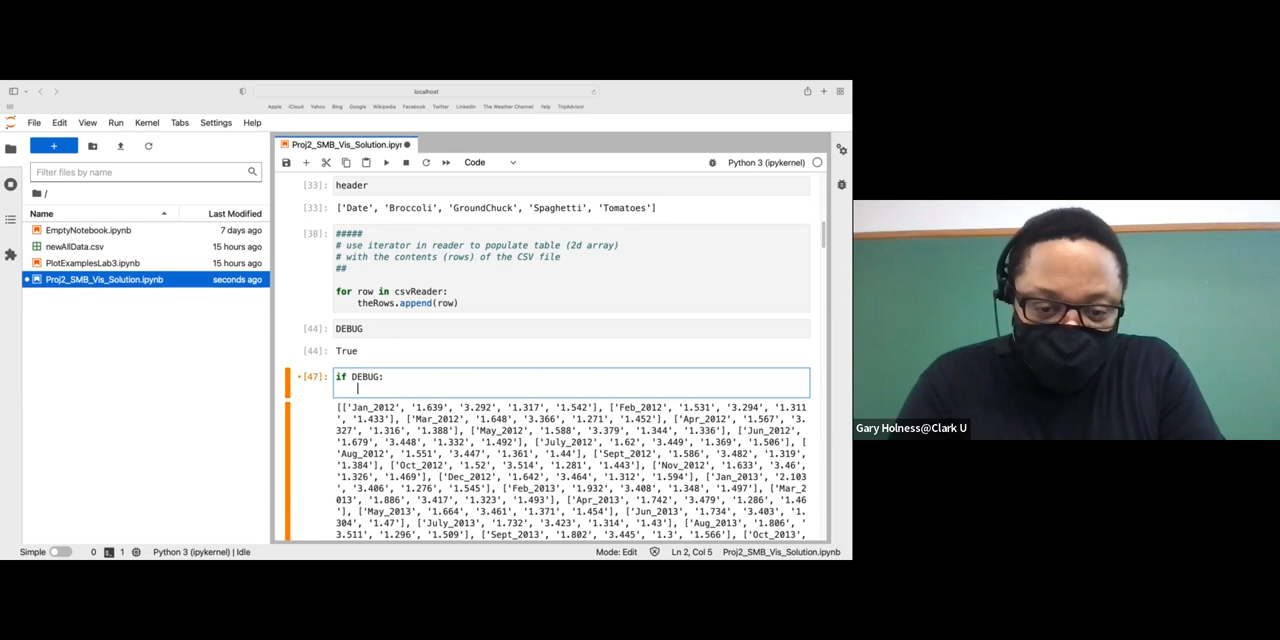 localhost
Apple iCloud Yahoo Bing Google Wikipedia Facebook Twitter LinkedIn The Weather Channel Yelp TripAdvisor
File Edit View Run Kernel Tabs Settings Help
Proj2_SMB_Vis_Solution.ipyn
Code
Python 3 (ipykernel)
Filter files by name
/
Name Last Modified
EmptyNotebook.ipynb 7 days ago
newAllData.csv 15 hours ago
PlotExamplesLab3.ipynb 15 hours ago
Proj2_SMB_Vis_Solution.ipynb seconds ago
[33]: header
[33]: ['Date', 'Broccoli', 'GroundChuck', 'Spaghetti', 'Tomatoes']
[38]: #####
# use iterator in reader to populate table (2d array)
# with the contents (rows) of the CSV file
##
for row in csvReader:
theRows.append(row)
[44]: DEBUG
[44]: True
[47]: if DEBUG:
[['Jan_2012', '1.639', '3.292', '1.317', '1.542'], ['Feb_2012', '1.531', '3.294', '1.311
', '1.433'], ['Mar_2012', '1.648', '3.366', '1.271', '1.452'], ['Apr_2012', '1.567', '3.
327', '1.316', '1.388'], ['May_2012', '1.588', '3.379', '1.344', '1.336'], ['Jun_2012',
'1.679', '3.448', '1.332', '1.492'], ['July_2012', '1.62', '3.449', '1.369', '1.506'], [
'Aug_2012', '1.551', '3.447', '1.361', '1.44'], ['Sept_2012', '1.586', '3.482', '1.319',
'1.384'], ['Oct_2012', '1.52', '3.514', '1.281', '1.443'], ['Nov_2012', '1.633', '3.46',
'1.326', '1.469'], ['Dec_2012', '1.642', '3.464', '1.312', '1.594'], ['Jan_2013', '2.103
', '3.406', '1.276', '1.545'], ['Feb_2013', '1.932', '3.408', '1.348', '1.497'], ['Mar_2
013', '1.886', '3.417', '1.323', '1.493'], ['Apr_2013', '1.742', '3.479', '1.286', '1.46
'], ['May_2013', '1.664', '3.461', '1.371', '1.454'], ['Jun_2013', '1.734', '3.403', '1.
304', '1.47'], ['July_2013', '1.732', '3.423', '1.314', '1.43'], ['Aug_2013', '1.806', '
3.511', '1.296', '1.509'], ['Sept_2013', '1.802', '3.445', '1.3', '1.566'], ['Oct_2013',
Simple 0 1 Python 3 (ipykernel) | Idle Mode: Edit Ln 2, Col 5 Proj2_SMB_Vis_Solution.ipynb
Gary Holness@Clark U